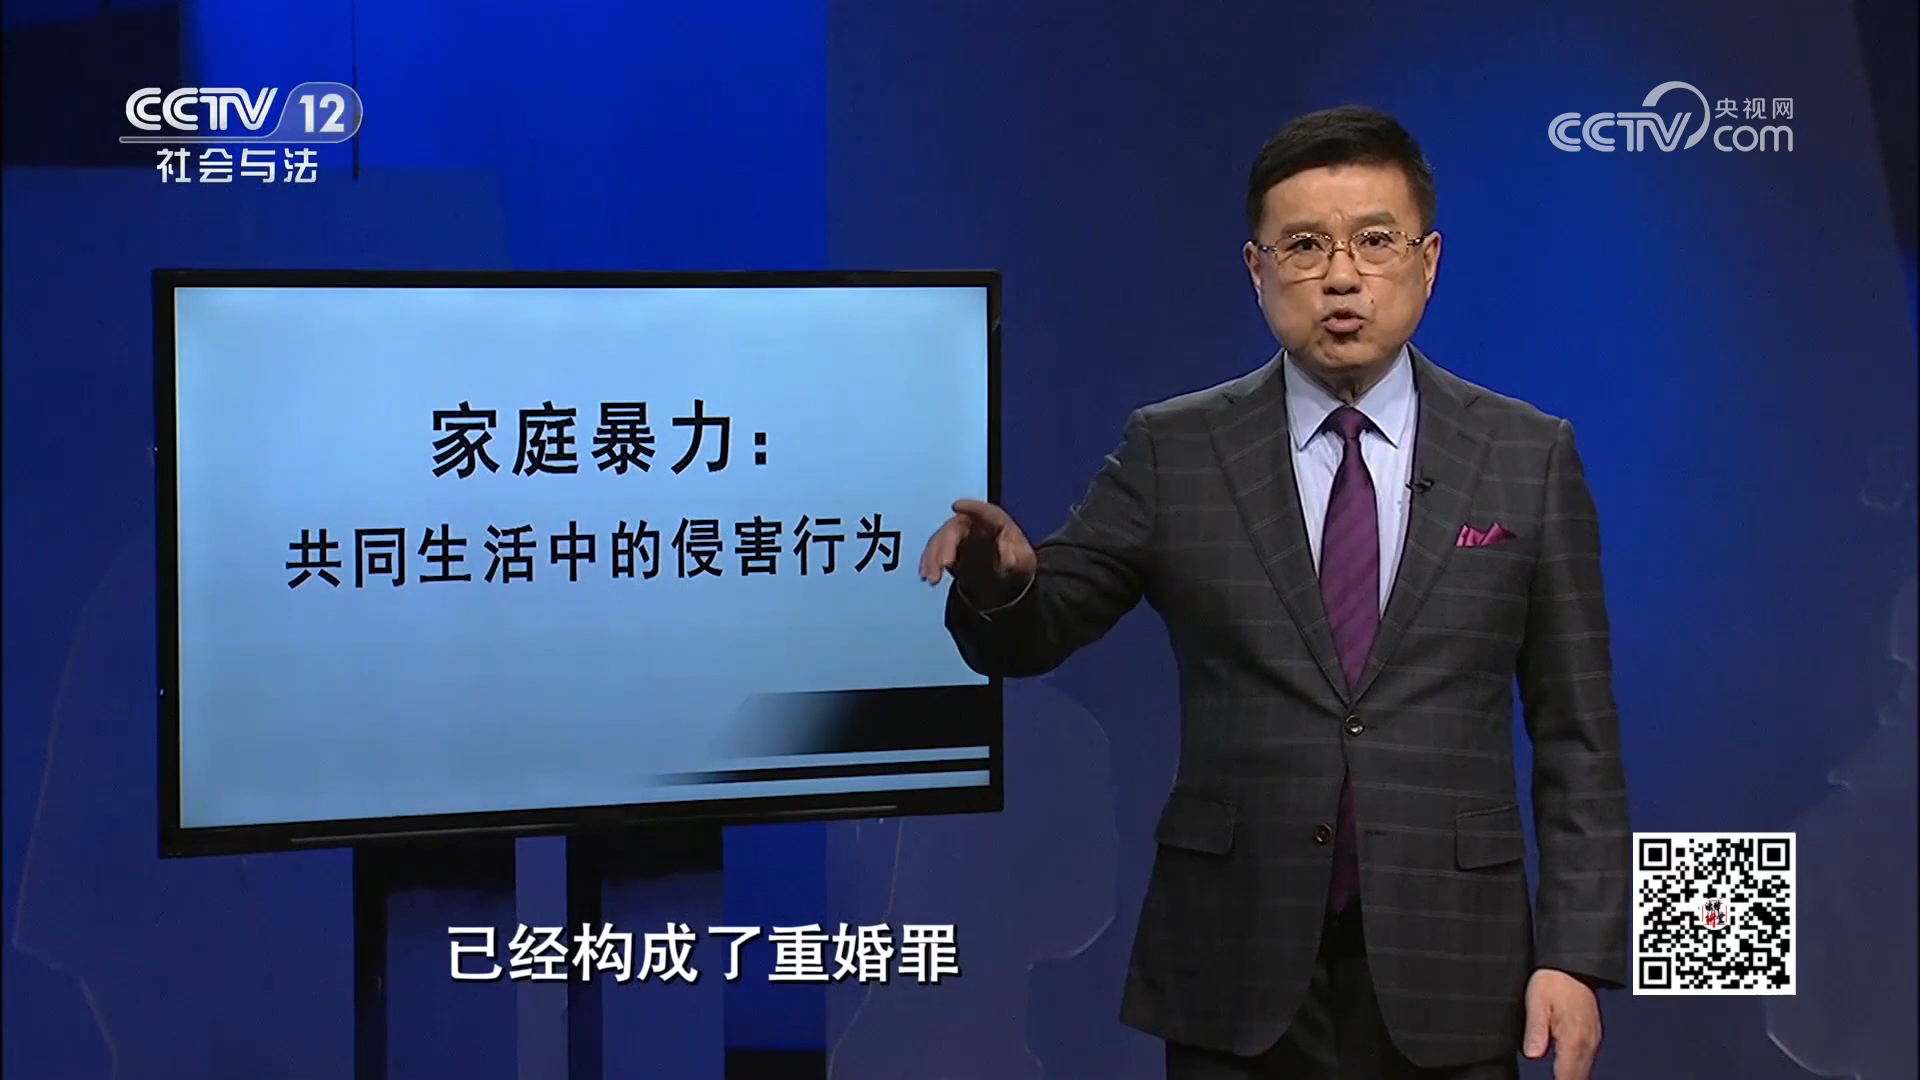 CCTV 12
社会与法
央视网
CCTV.com
家庭暴力：
共同生活中的侵害行为
已经构成了重婚罪